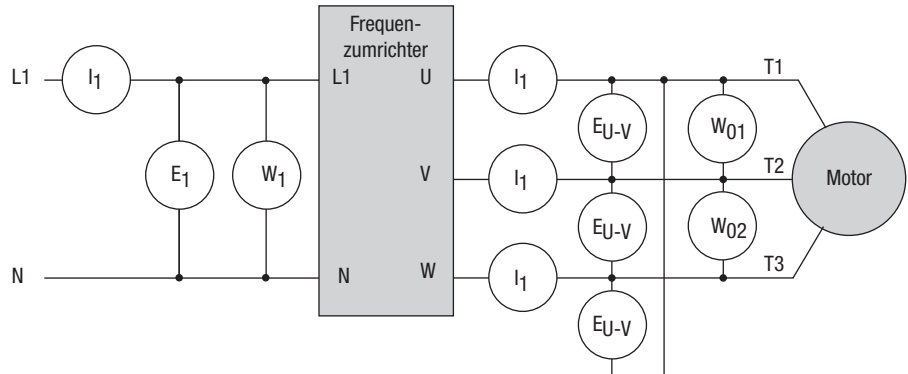 Frequen-
zumrichter
L1 I1 L1 U I1 T1
EU-V W01
E1 W1 V I1 T2 Motor
EU-V W02
N N W I1 T3
EU-V